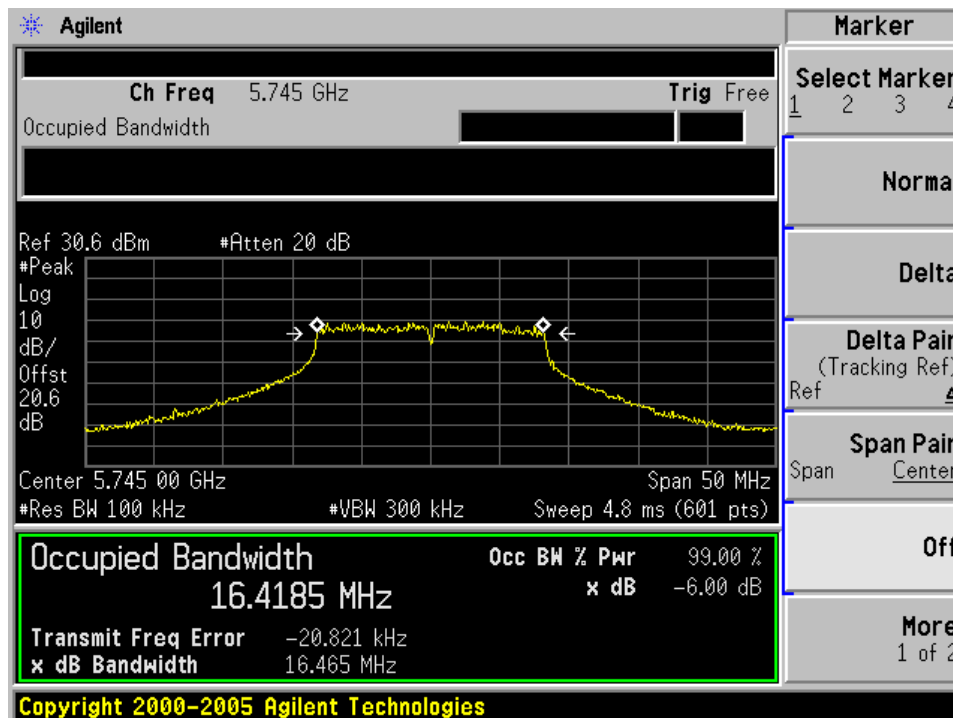 Agilent
Ch Freq 5.745 GHz Trig Free
Occupied Bandwidth
Ref 30.6 dBm #Atten 20 dB
#Peak
Log
10
dB/
Offst
20.6
dB
Center 5.745 00 GHz Span 50 MHz
#Res BW 100 kHz #VBW 300 kHz Sweep 4.8 ms (601 pts)
Occupied Bandwidth Occ BW % Pwr 99.00 %
16.4185 MHz x dB -6.00 dB
Transmit Freq Error -20.821 kHz
x dB Bandwidth 16.465 MHz
Copyright 2000-2005 Agilent Technologies
Marker
Select Marker
1 2 3
Norma
Delta
Delta Pair
(Tracking Ref)
Ref
Span Pair
Span Center
Off
More
1 of 2